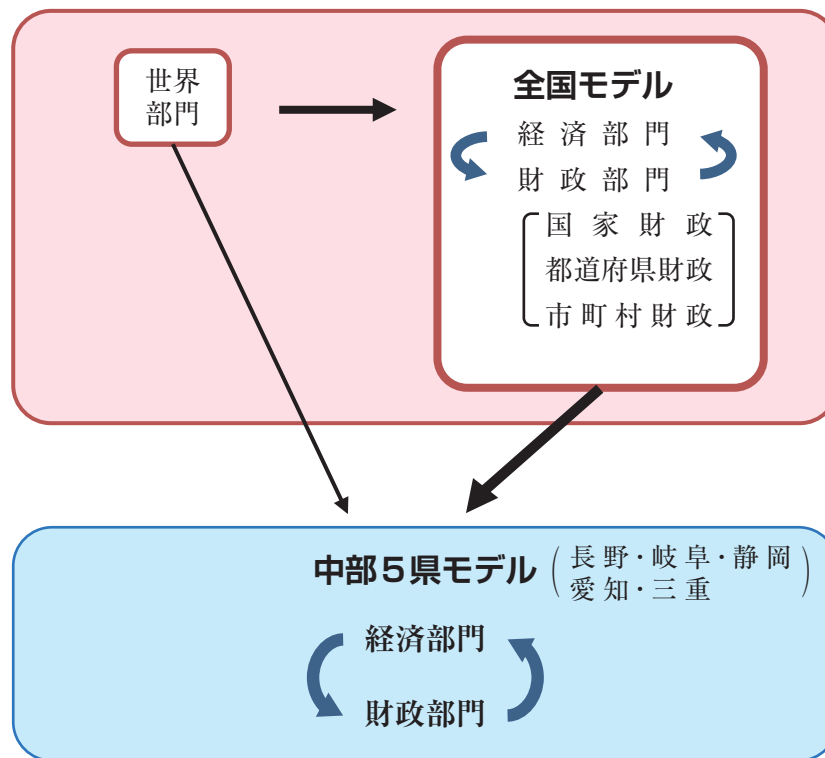 世界
部門
全国モデル
経済部門
財政部門
国家財政
都道府県財政
市町村財政
中部5県モデル(長野・岐阜・静岡
愛知・三重)
経済部門
財政部門